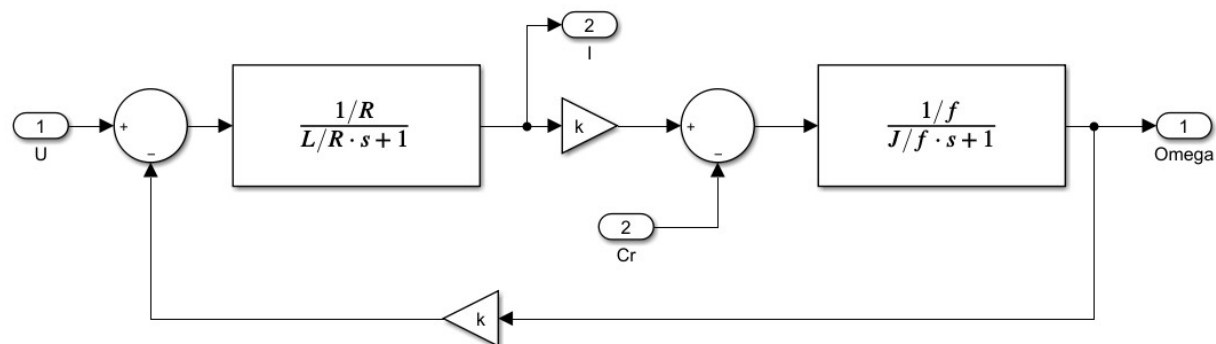 2
I
1/R
L/R · s + 1
1/f
J/f · s + 1
1
U
+
−
k
+
−
1
Omega
2
Cr
k